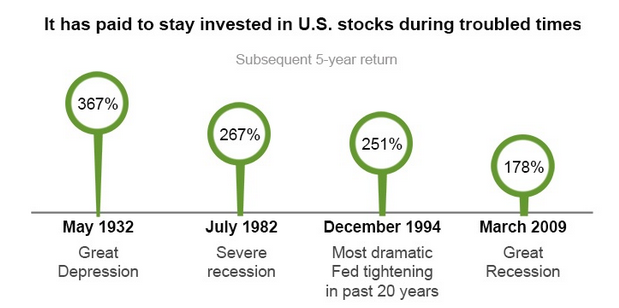 It has paid to stay invested in U.S. stocks during troubled times
Subsequent 5-year return
367%
267%
251%
178%
May 1932
July 1982
December 1994
March 2009
Great
Depression
Severe
recession
Most dramatic
Fed tightening
in past 20 years
Great
Recession